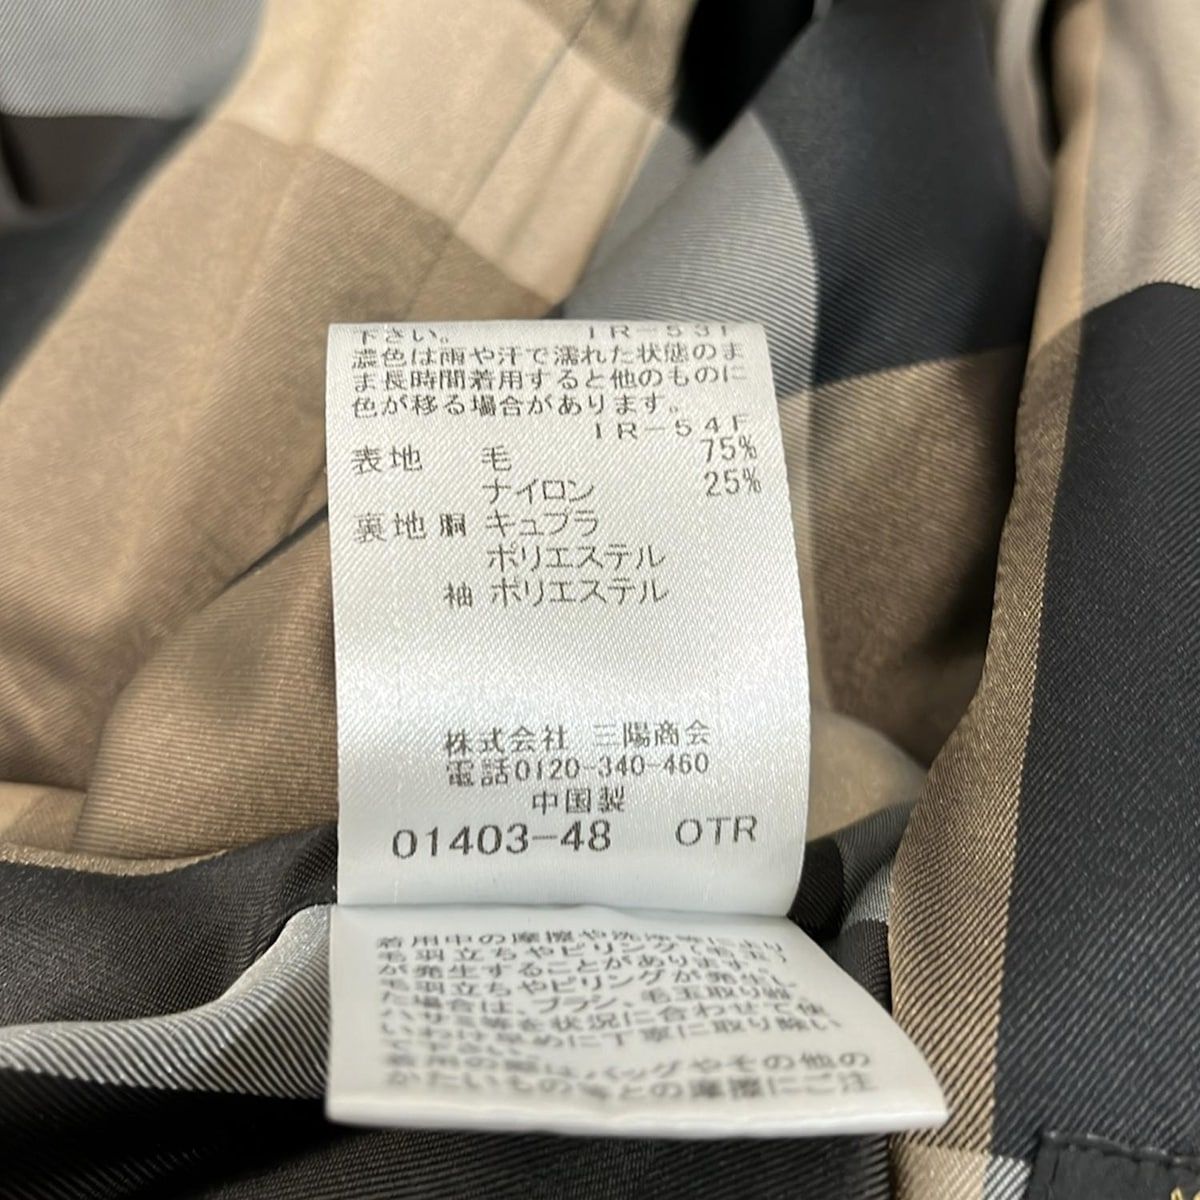 下さい。 IR-53F
濃色は雨や汗で濡れた状態のま
ま長時間着用すると他のものに
色が移る場合があります。
IR-54F
表地 毛 75%
ナイロン 25%
裏地 胴 キュプラ
ポリエステル
袖 ポリエステル
株式会社 三陽商会
電話0120-340-460
中国製
01403-48 OTR
着用中の摩擦や洗濯等により
毛羽立ちやピリング(毛玉)
が発生することがあります。
毛羽立ちやピリングが発生し
た場合は、ブラシ、毛玉取り器
ハサミ等を状況に合わせて使
い分け早めに丁寧に取り除い
て下さい。
着用の際はバッグやその他の
かたいもの等との摩擦にご注